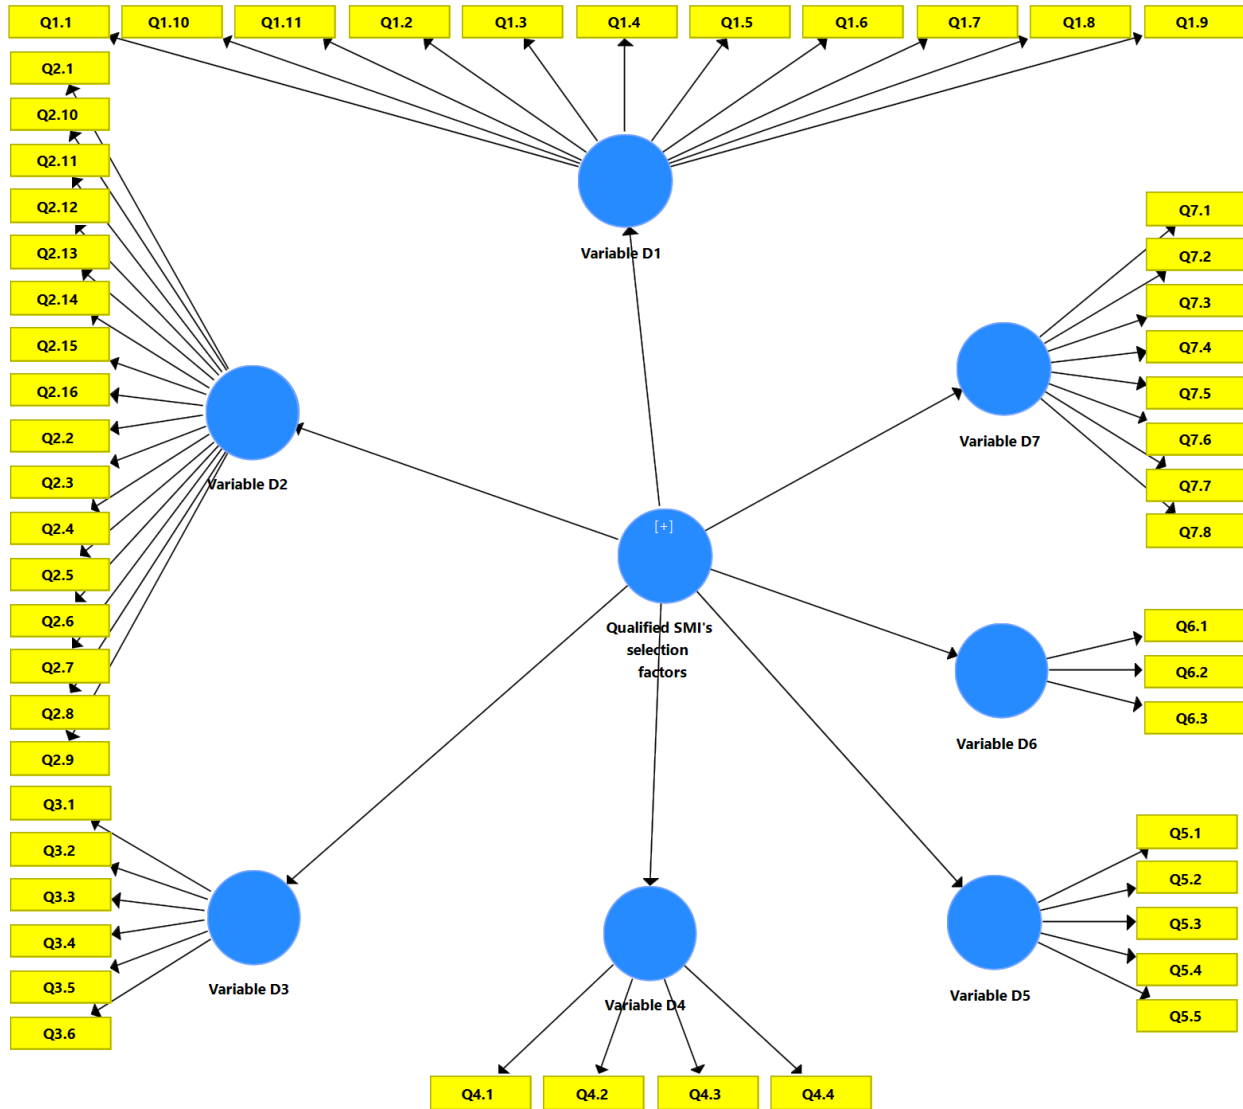 Q1.1
Q1.10
Q1.11
Q1.2
Q1.3
Q1.4
Q1.5
Q1.6
Q1.7
Q1.8
Q1.9
Q2.1
Q2.10
Q2.11
Q2.12
Q2.13
Q2.14
Q2.15
Q2.16
Q2.2
Q2.3
Q2.4
Q2.5
Q2.6
Q2.7
Q2.8
Q2.9
Variable D1
Variable D2
Q7.1
Q7.2
Q7.3
Q7.4
Q7.5
Q7.6
Q7.7
Q7.8
Variable D7
[+]
Qualified SMI's
selection
factors
Q6.1
Q6.2
Q6.3
Variable D6
Q3.1
Q3.2
Q3.3
Q3.4
Q3.5
Q3.6
Variable D3
Variable D4
Q4.1
Q4.2
Q4.3
Q4.4
Variable D5
Q5.1
Q5.2
Q5.3
Q5.4
Q5.5